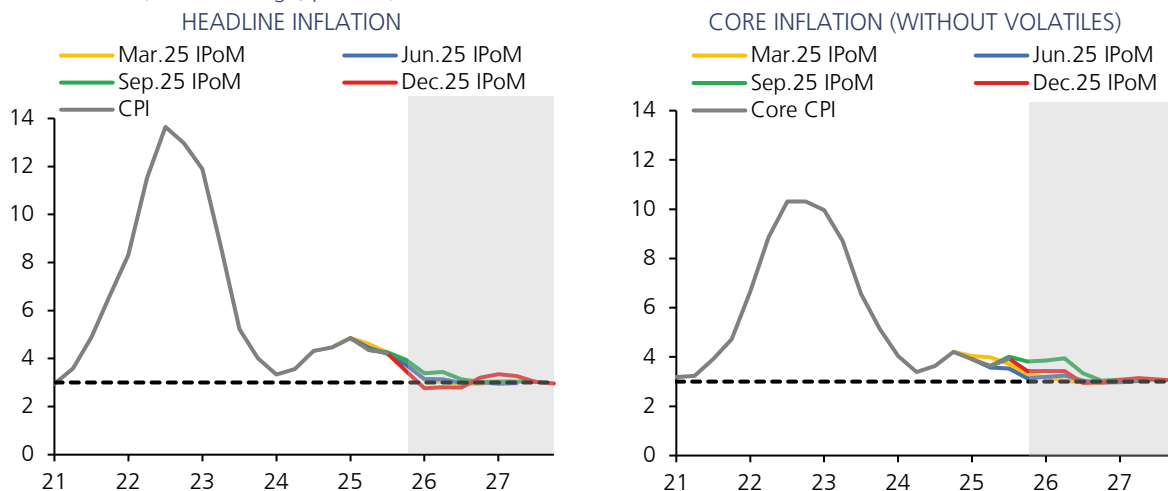 HEADLINE INFLATION
Mar.25 IPoM
Jun.25 IPoM
Sep.25 IPoM
Dec.25 IPoM
CPI
14
12
10
8
6
4
2
0
21 22 23 24 25 26 27
CORE INFLATION (WITHOUT VOLATILES)
Mar.25 IPoM
Jun.25 IPoM
Sep.25 IPoM
Dec.25 IPoM
Core CPI
14
12
10
8
6
4
2
0
21 22 23 24 25 26 27